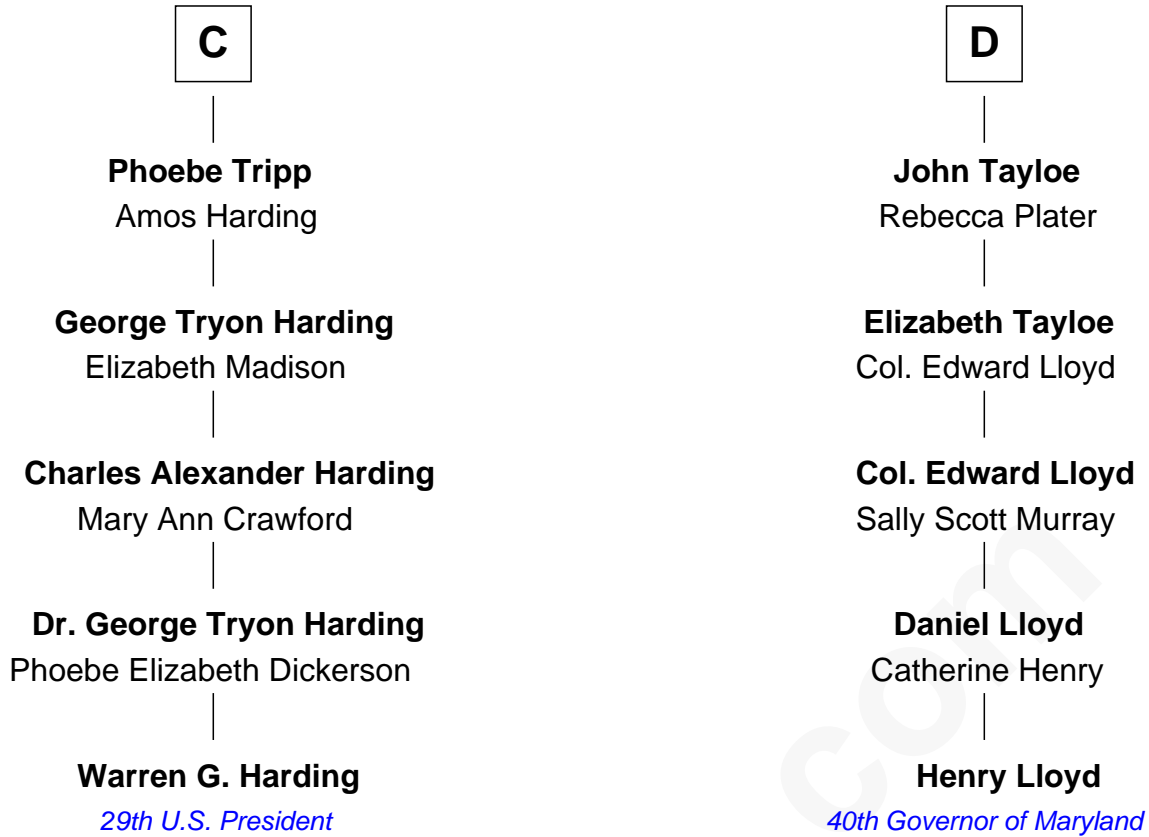 C
Phoebe Tripp
Amos Harding
George Tryon Harding
Elizabeth Madison
Charles Alexander Harding
Mary Ann Crawford
Dr. George Tryon Harding
Phoebe Elizabeth Dickerson
Warren G. Harding
29th U.S. President
D
John Tayloe
Rebecca Plater
Elizabeth Tayloe
Col. Edward Lloyd
Col. Edward Lloyd
Sally Scott Murray
Daniel Lloyd
Catherine Henry
Henry Lloyd
40th Governor of Maryland
com